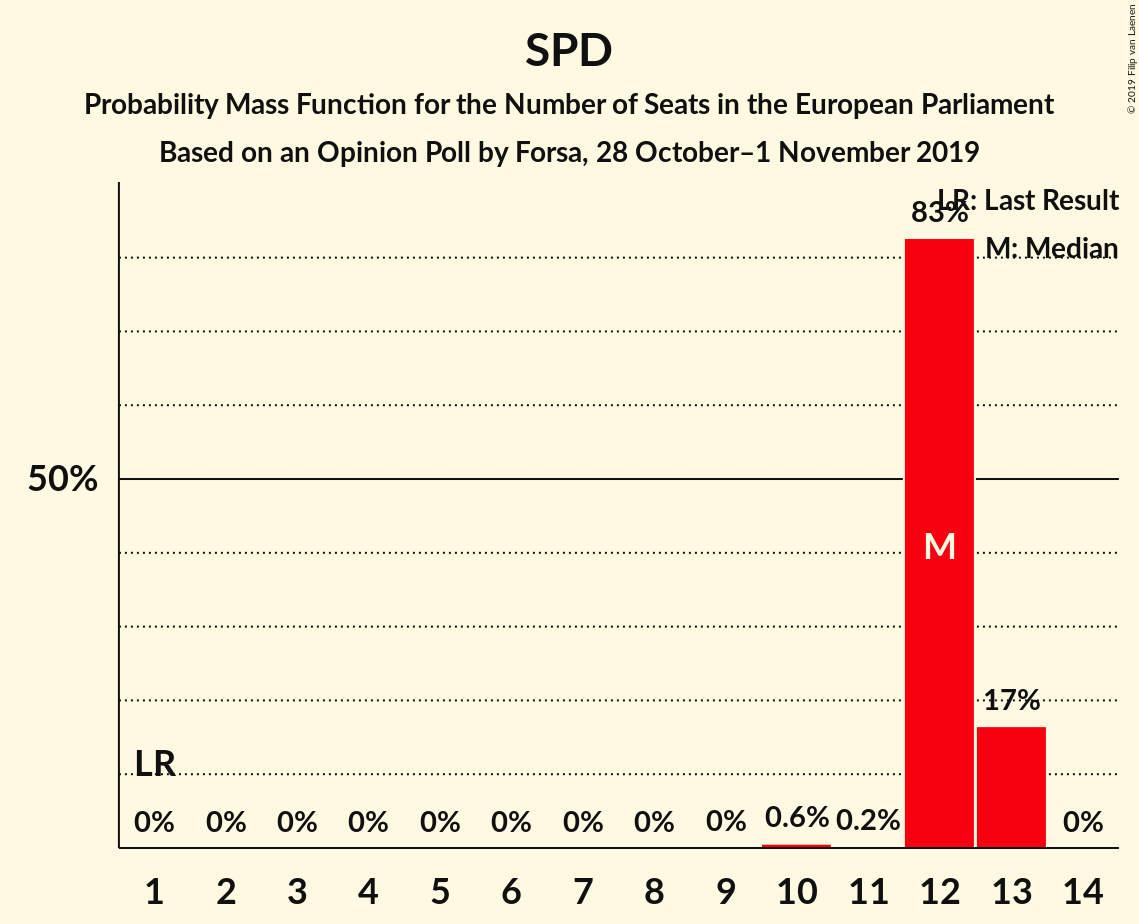 SPD
Probability Mass Function for the Number of Seats in the European Parliament
Based on an Opinion Poll by Forsa, 28 October–1 November 2019
© 2019 Filip van Laenen
LR: Last Result
M: Median
83%
50%
M
17%
LR
0% 0% 0% 0% 0% 0% 0% 0% 0% 0.6% 0.2% 0%
1 2 3 4 5 6 7 8 9 10 11 12 13 14